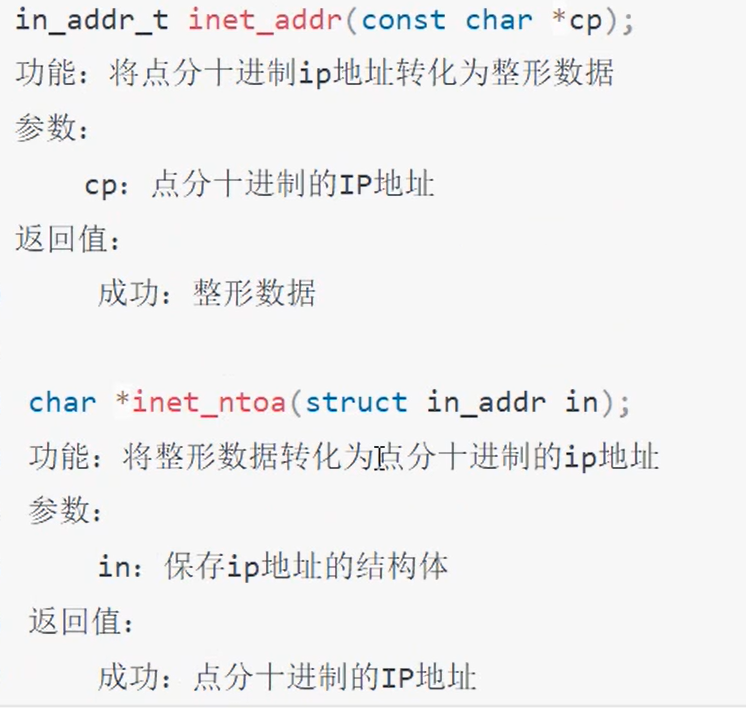 in_addr_t inet_addr(const char *cp);
功能：将点分十进制ip地址转化为整形数据
参数：
cp：点分十进制的IP地址
返回值：
成功：整形数据
char *inet_ntoa(struct in_addr in);
功能：将整形数据转化为点分十进制的ip地址
参数：
in：保存ip地址的结构体
返回值：
成功：点分十进制的IP地址